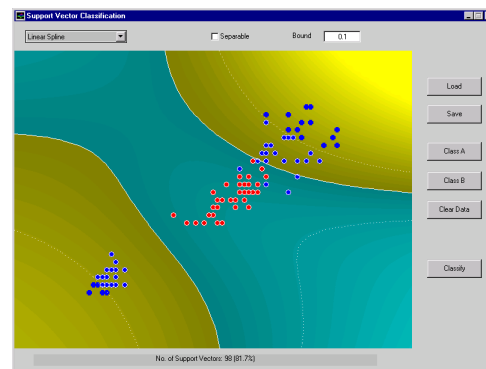 Support Vector Classification
Linear Spline
Separable
Bound
0.1
Load
Save
Class A
Class B
Clear Data
Classify
No. of Support Vectors: 98 (81.7%)